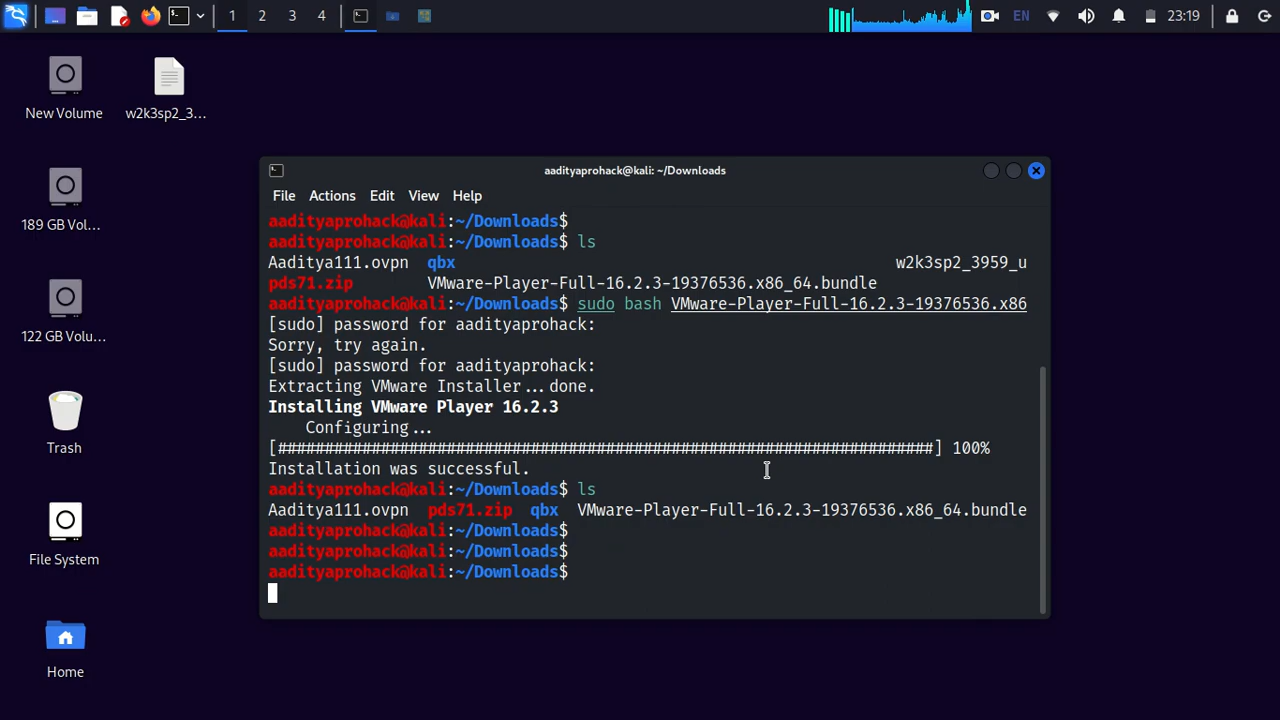 1 2 3 4 EN 23:19
New Volume
w2k3sp2_3...
189 GB Vol...
122 GB Volu...
Trash
File System
Home
aadityaprohack@kali: ~/Downloads
File Actions Edit View Help
aadityaprohack@kali:~/Downloads$
aadityaprohack@kali:~/Downloads$ ls
Aaditya111.ovpn qbx w2k3sp2_3959_u
pds71.zip VMware-Player-Full-16.2.3-19376536.x86_64.bundle
aadityaprohack@kali:~/Downloads$ sudo bash VMware-Player-Full-16.2.3-19376536.x86
[sudo] password for aadityaprohack:
Sorry, try again.
[sudo] password for aadityaprohack:
Extracting VMware Installer...done.
Installing VMware Player 16.2.3
Configuring...
[######################################################################] 100%
Installation was successful.
aadityaprohack@kali:~/Downloads$ ls
Aaditya111.ovpn pds71.zip qbx VMware-Player-Full-16.2.3-19376536.x86_64.bundle
aadityaprohack@kali:~/Downloads$
aadityaprohack@kali:~/Downloads$
aadityaprohack@kali:~/Downloads$